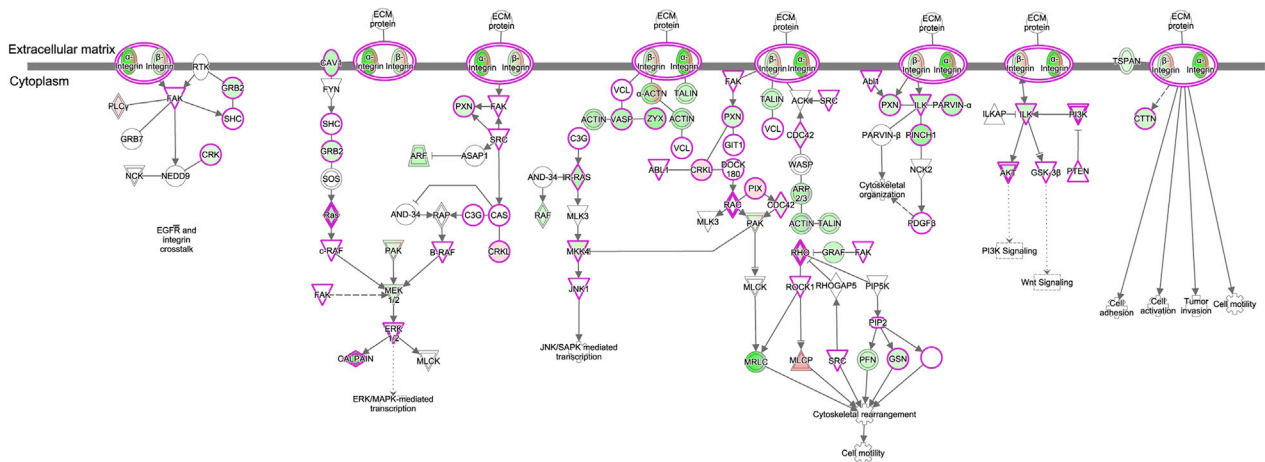 ECM
protein
ECM
protein
ECM
protein
ECM
protein
ECM
protein
ECM
protein
ECM
protein
Extracellular matrix
Cytoplasm
α-
Integrin
β-
Integrin
RTK
GRB2
SHC
FAK
PLCγ
GRB7
CRK
NCK
NEDD9
EGFR and
integrin
crosstalk
CAV1
FYN
SHC
GRB2
SOS
Ras
c-RAF
FAK
α-
Integrin
β-
Integrin
α-
Integrin
β-
Integrin
PXN
FAK
SRC
ARF
ASAP1
AND-34
RAP
C3G
CAS
CRKL
PAK
B-RAF
MEK
1/2
ERK
1/2
CALPAIN
MLCK
ERK/MAPK-mediated
transcription
β-
Integrin
α-
Integrin
VCL
α-ACTN
TALIN
ACTIN
VASP
ZYX
ACTIN
VCL
C3G
AND-34
R-RAS
RAF
MLK3
MKK4
JNK1
JNK/SAPK mediated
transcription
β-
Integrin
α-
Integrin
FAK
TALIN
ACK
SRC
PXN
VCL
CDC42
GIT1
ABL1
CRKL
DOCK
180
WASP
PIX
ARP
2/3
RAC
CDC42
MLK3
PAK
ACTIN
TALIN
RHO
GRAF
FAK
MLCK
ROCK1
RHOGAP5
PIP5K
PIP2
MRLC
MLCP
SRC
PFN
GSN
Cytoskeletal rearrangement
Cell motility
α-
Integrin
β-
Integrin
Abl1
PXN
ILK
PARVIN-α
PARVIN-β
PINCH1
NCK2
Cytoskeletal
organization
PDGFβ
β-
Integrin
α-
Integrin
ILKAP
ILK
PI3K
AKT
GSK-3β
PTEN
PI3K Signaling
Wnt Signaling
TSPAN
β-
Integrin
α-
Integrin
CTTN
Cell
adhesion
Cell
activation
Tumor
invasion
Cell motility